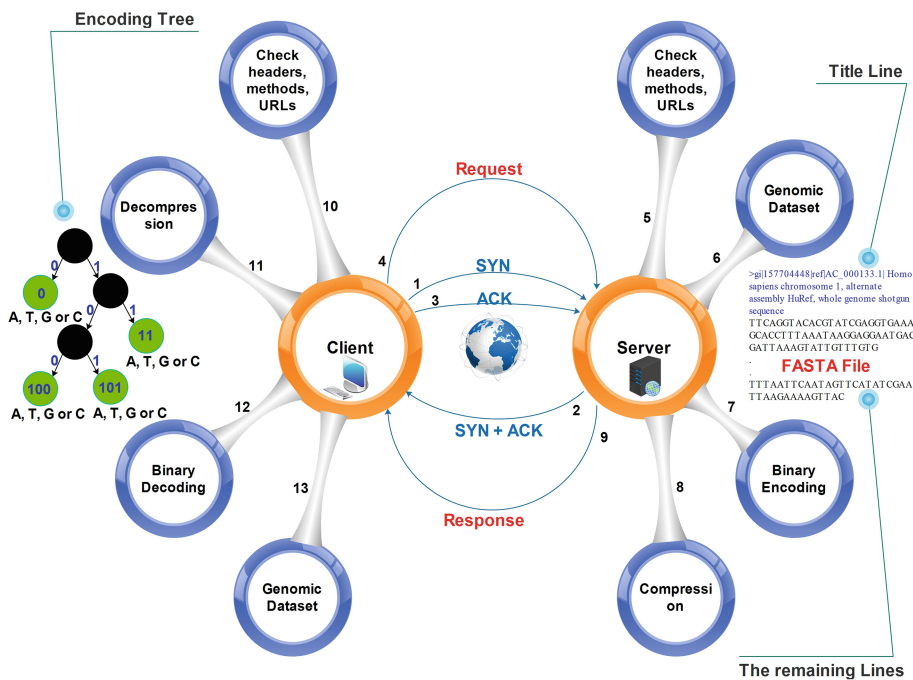 Encoding Tree
Check
headers,
methods,
URLs
Check
headers,
methods,
URLs
Title Line
Request
Genomic
Dataset
Decompres
sion
10
5
4
6
11
SYN
1
3
ACK
>gi|157704448|ref|AC_000133.1| Homo
sapiens chromosome 1, alternate
assembly HuRef, whole genome shotgun
sequence
TTCAGGTACACGTATCGAGGTGAAA
GCACCTTTAAATAAGGAGGAATGAC
GATTAAAGTATTGTTTGTG
.
FASTA File
.
TTTAATTCAATAGTTCATATCGAA
TTAAGAAAAGTTAC
0
1
0
A, T, G or C
0
1
11
A, T, G or C
0
1
100
101
A, T, G or C
A, T, G or C
Client
Server
12
2
7
SYN + ACK
9
Binary
Decoding
Binary
Encoding
13
8
Response
Genomic
Dataset
Compressi
on
The remaining Lines